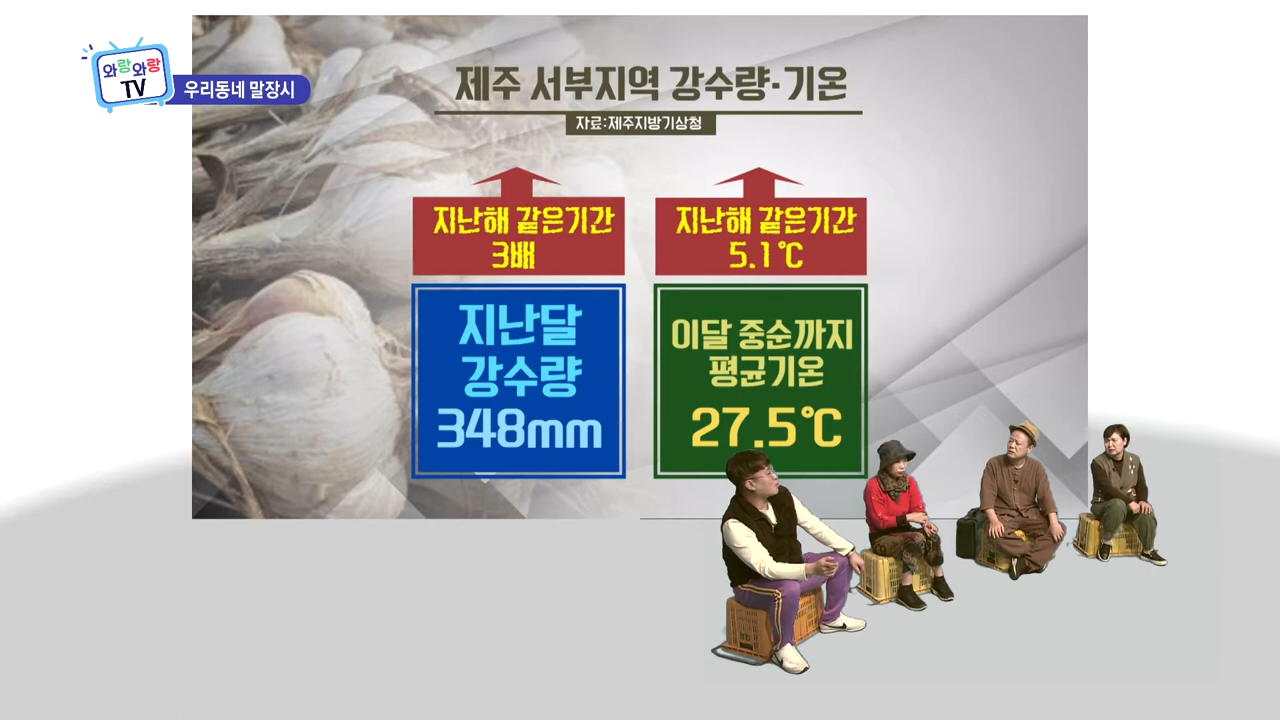 와랑와랑
TV
우리동네 말장시
제주 서부지역 강수량·기온
자료:제주지방기상청
지난해 같은기간
3배
지난달
강수량
348mm
지난해 같은기간
5.1℃
이달 중순까지
평균기온
27.5℃